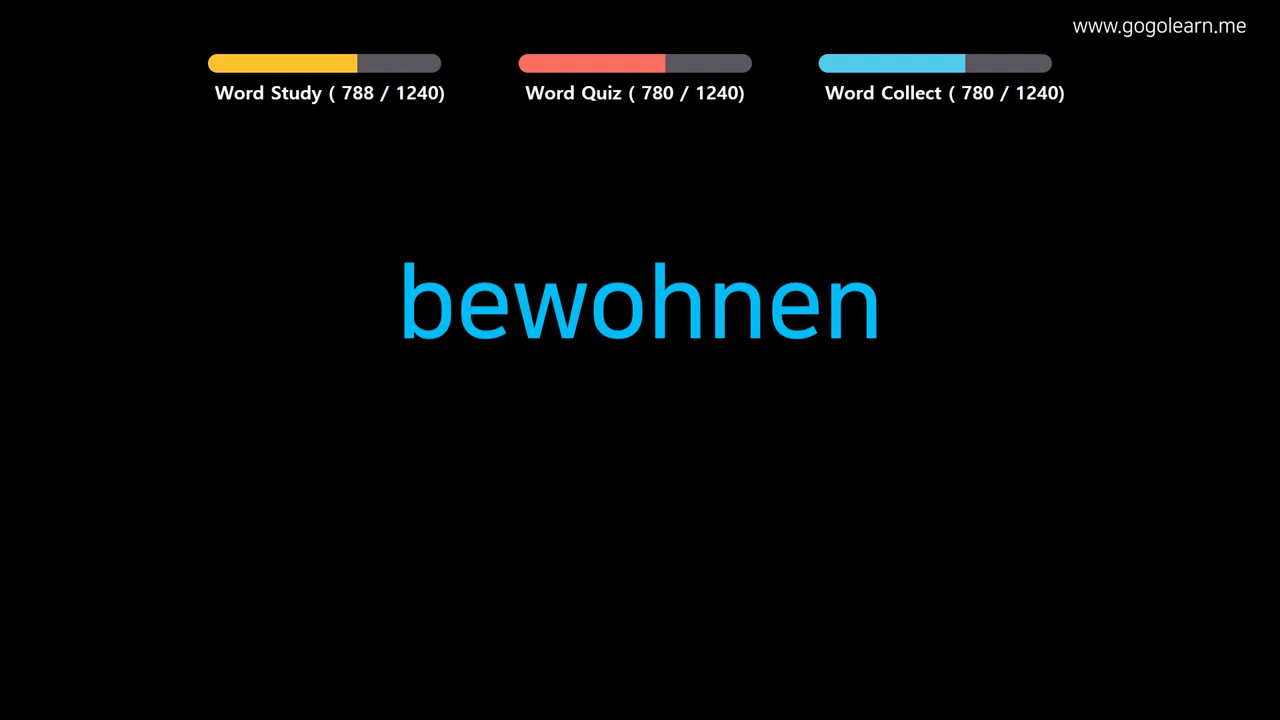 www.gogolearn.me
Word Study ( 788 / 1240)
Word Quiz ( 780 / 1240)
Word Collect ( 780 / 1240)
bewohnen